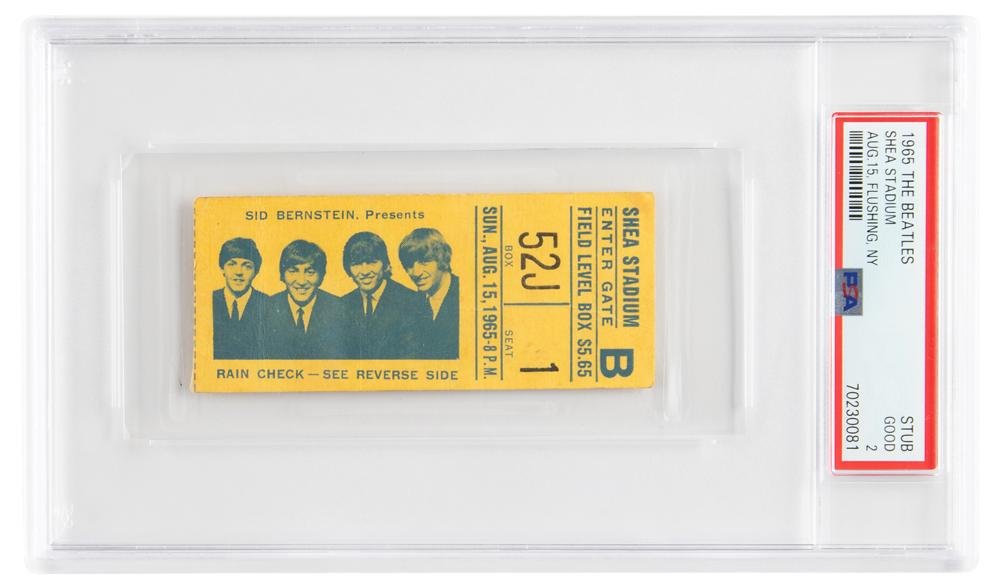 SID BERNSTEIN. Presents
RAIN CHECK — SEE REVERSE SIDE
SHEA STADIUM
ENTER GATE B
FIELD LEVEL BOX $5.65
52J 1
BOX SEAT
SUN., AUG. 15, 1965-8 P.M.
1965 THE BEATLES
SHEA STADIUM
AUG.15, FLUSHING, NY
STUB
GOOD
2
70230081
PSA